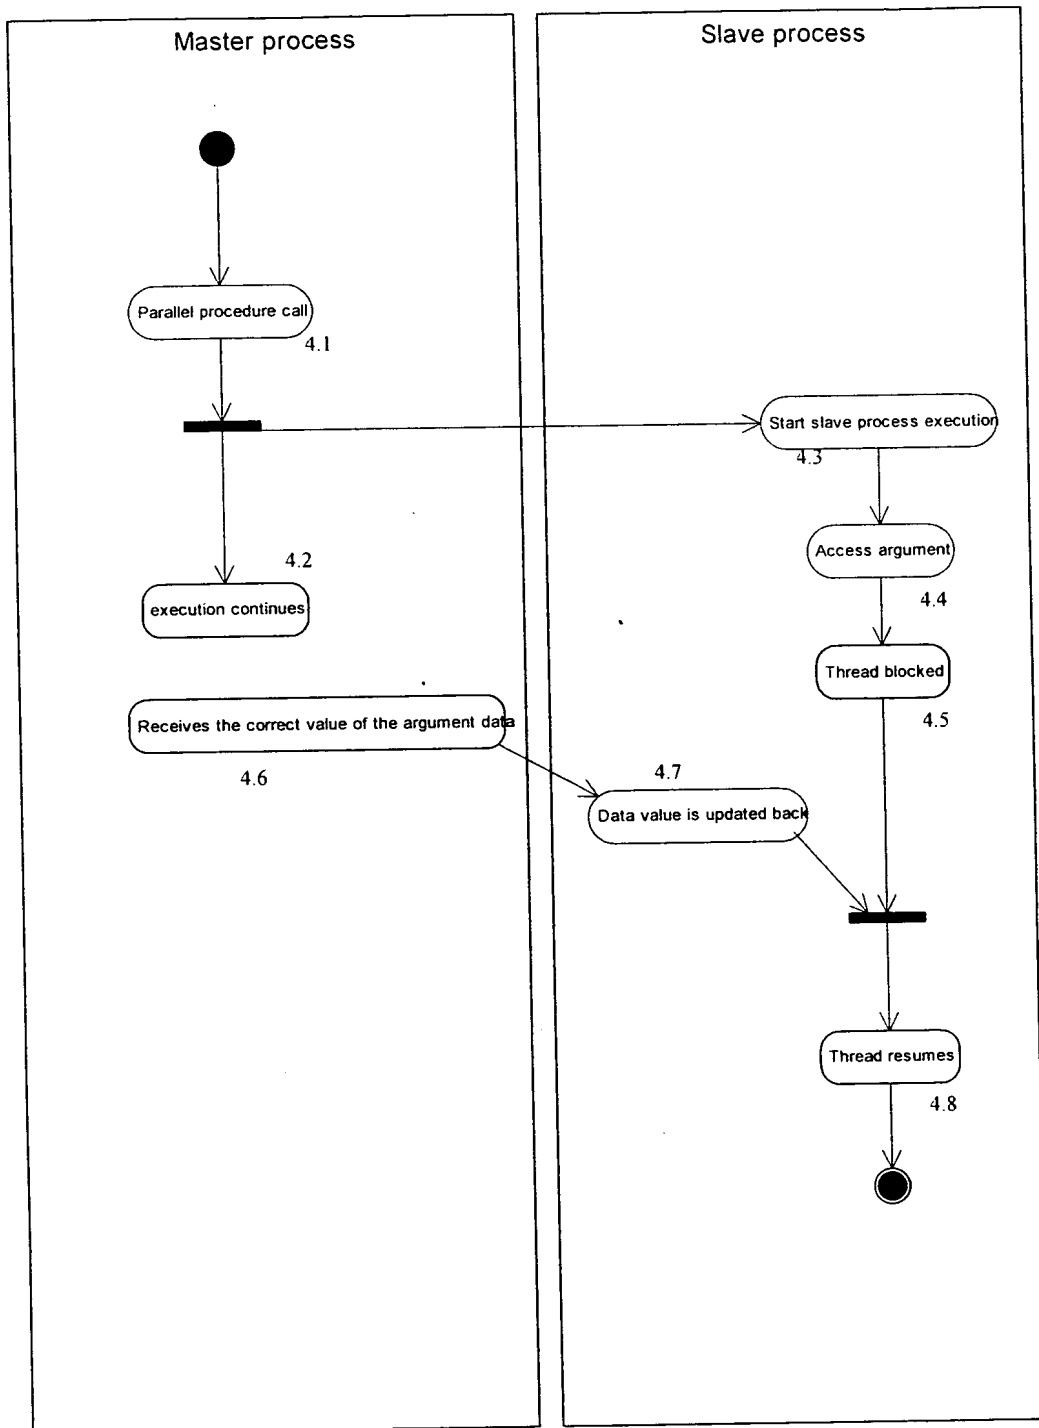 Master process
Slave process
Parallel procedure call
4.1
Start slave process execution
4.3
4.2
execution continues
Access argument
4.4
Thread blocked
4.5
Receives the correct value of the argument data
4.6
4.7
Data value is updated back
Thread resumes
4.8